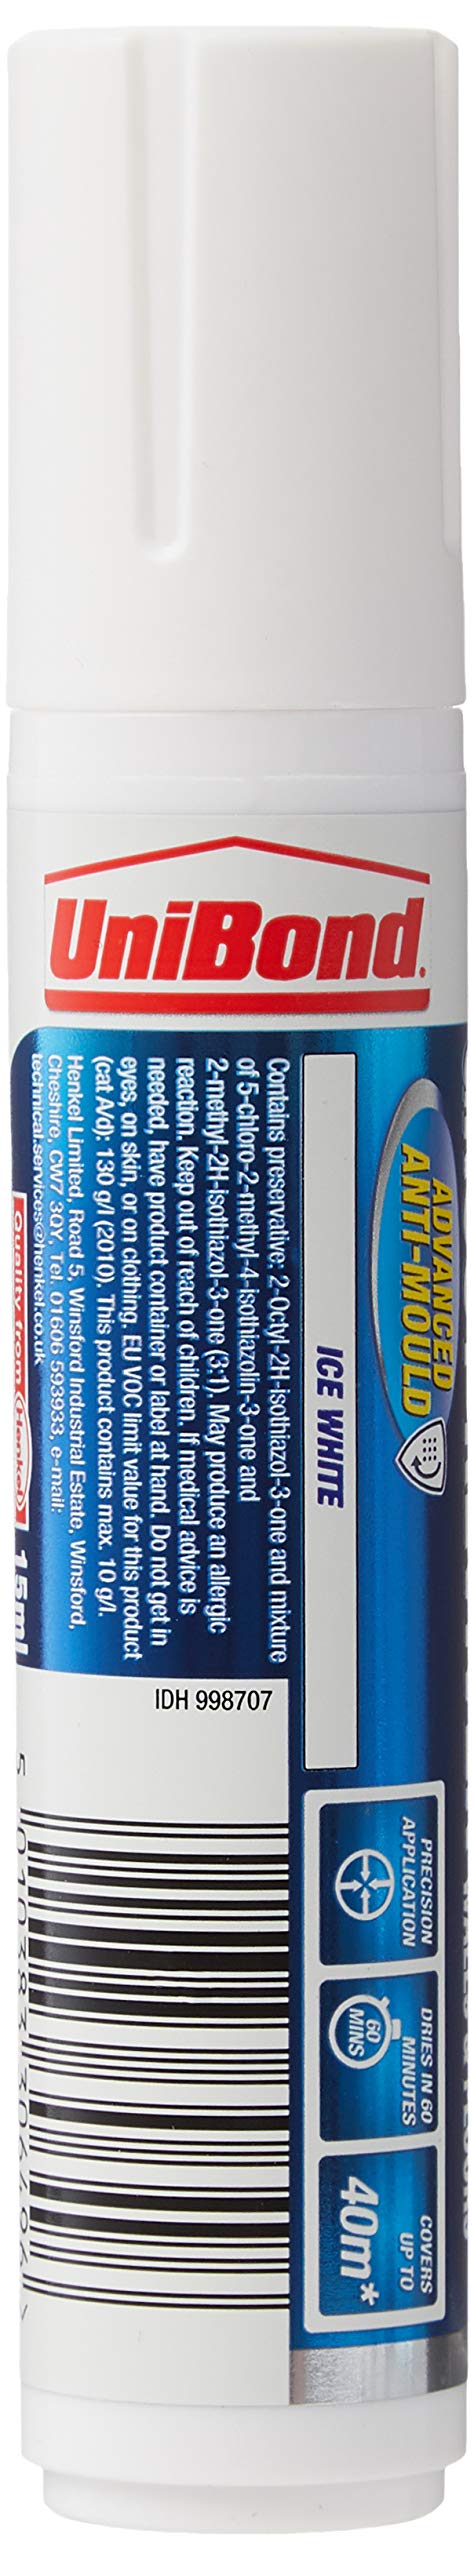 UniBond
ADVANCED
ANTI-MOULD
ICE WHITE
Contains preservative: 2-Octyl-2H-isothiazol-3-one and mixture
of 5-chloro-2-methyl-4-isothiazolin-3-one and
2-methyl-2H-isothiazol-3-one (3:1). May produce an allergic
reaction. Keep out of reach of children. If medical advice is
needed, have product container or label at hand. Do not get in
eyes, on skin, or on clothing. EU VOC limit value for this product
(cat A/d): 130 g/l (2010). This product contains max. 10 g/l.
Henkel Limited, Road 5, Winsford Industrial Estate, Winsford,
Cheshire, CW7 3QY, Tel. 01606 593933, e-mail:
technical.services@henkel.co.uk
Quality from Henkel
15ml
IDH 998707
PRECISION
APPLICATION
DRIES IN 60
MINUTES
60
MINS
COVERS
UP TO
40m*